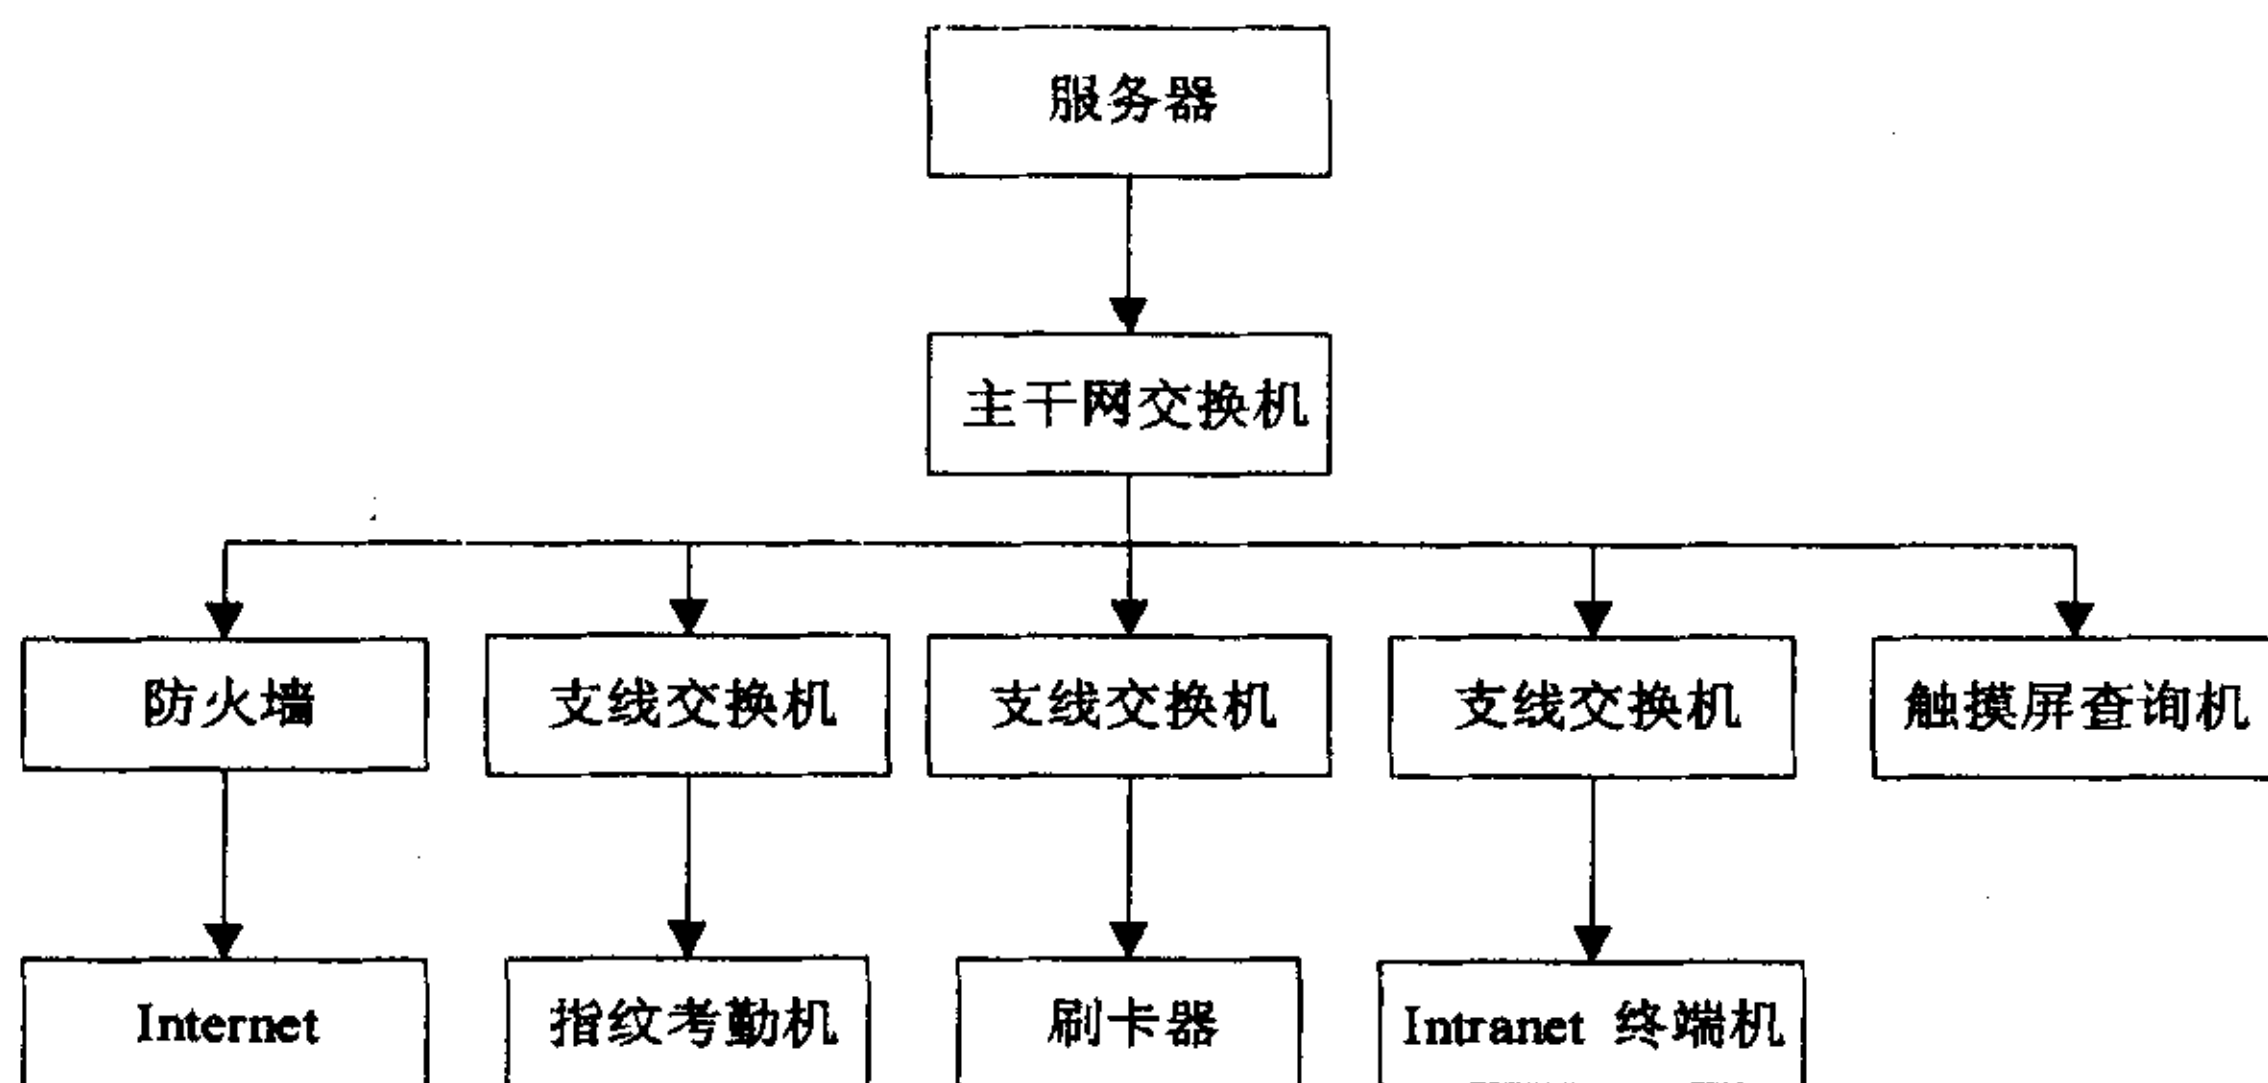 服务器
主干网交换机
防火墙
支线交换机
支线交换机
支线交换机
触摸屏查询机
Internet
指纹考勤机
刷卡器
Intranet 终端机